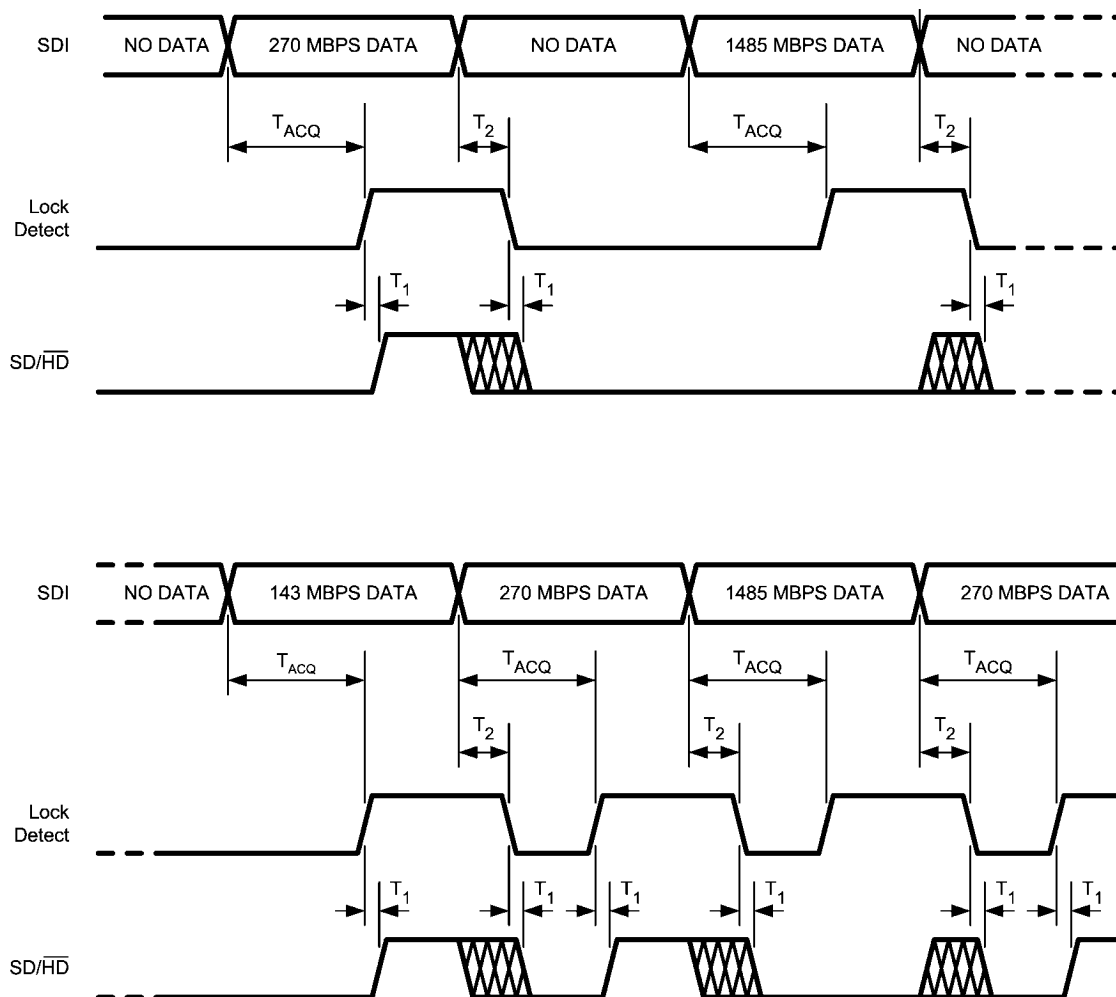 SDI NO DATA 270 MBPS DATA NO DATA 1485 MBPS DATA NO DATA
T_ACQ T_2 T_ACQ T_2
Lock
Detect
T_1 T_1 T_1
SD/H̅D̅
SDI NO DATA 143 MBPS DATA 270 MBPS DATA 1485 MBPS DATA 270 MBPS DATA
T_ACQ T_ACQ T_ACQ T_ACQ
T_2 T_2 T_2
Lock
Detect
T_1 T_1 T_1 T_1 T_1 T_1
SD/H̅D̅